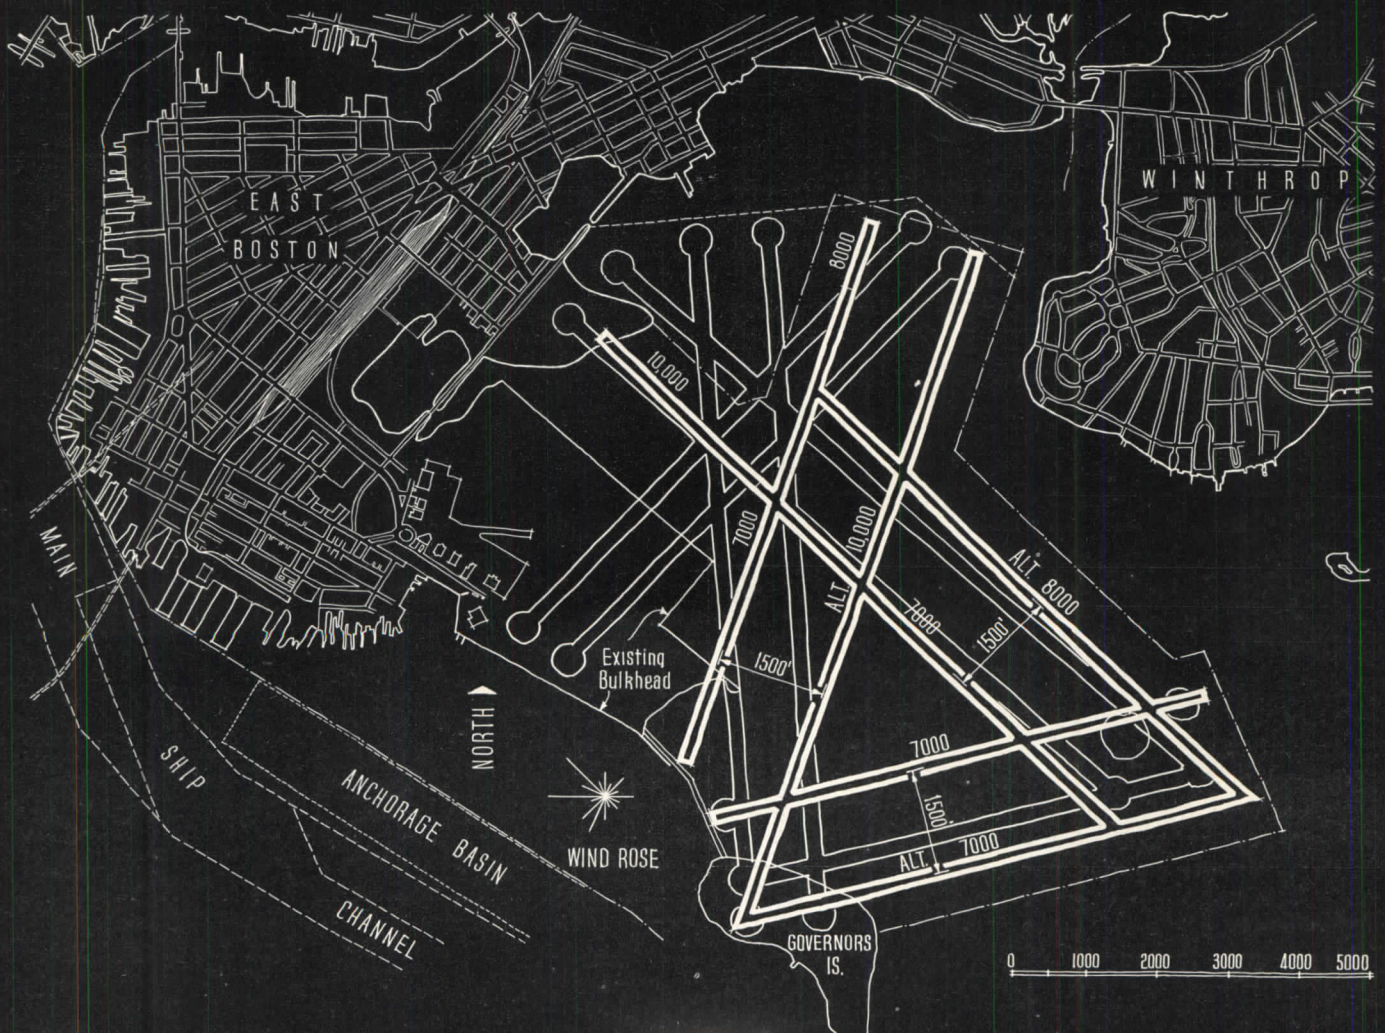 WINTHROP
EAST
BOSTON
8000
10,000
7000
10,000
ALT.
MAIN
ALT. 8000
7000
1500'
Existing
Bulkhead
1500'
NORTH
SHIP
7000
ANCHORAGE BASIN
1500'
WIND ROSE
ALT. 7000
CHANNEL
GOVERNORS
IS.
0 1000 2000 3000 4000 5000